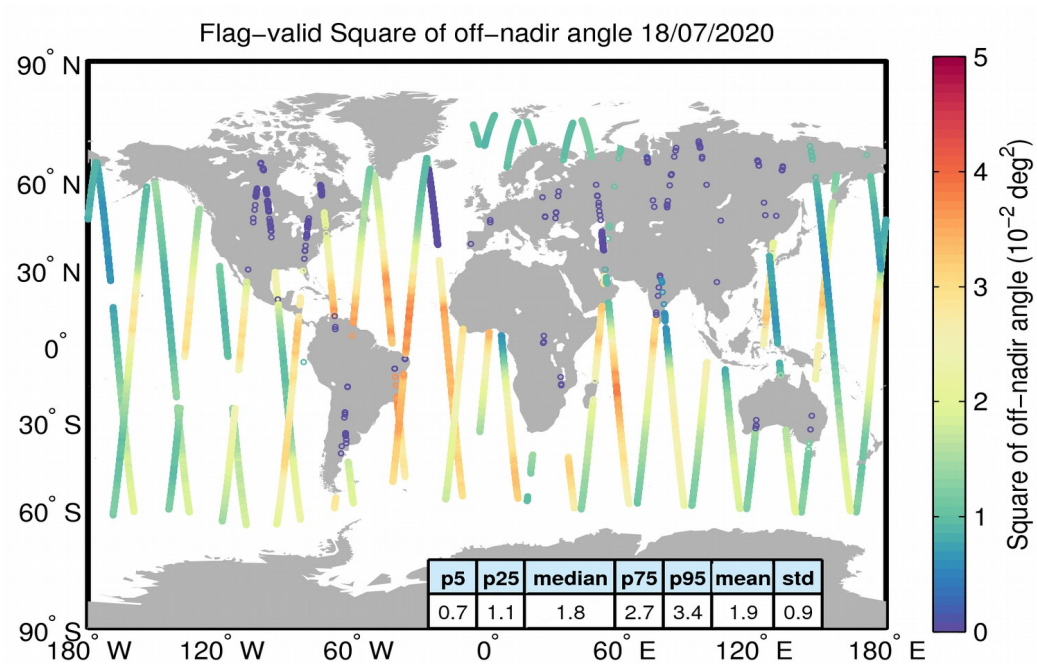 Flag-valid Square of off-nadir angle 18/07/2020
90° N
60° N
30° N
0°
30° S
60° S
90° S
180° W
120° W
60° W
0°
60° E
120° E
180° E
5
4
3
2
1
0
Square of off-nadir angle (10⁻² deg²)
p5 p25 median p75 p95 mean std
0.7 1.1 1.8 2.7 3.4 1.9 0.9